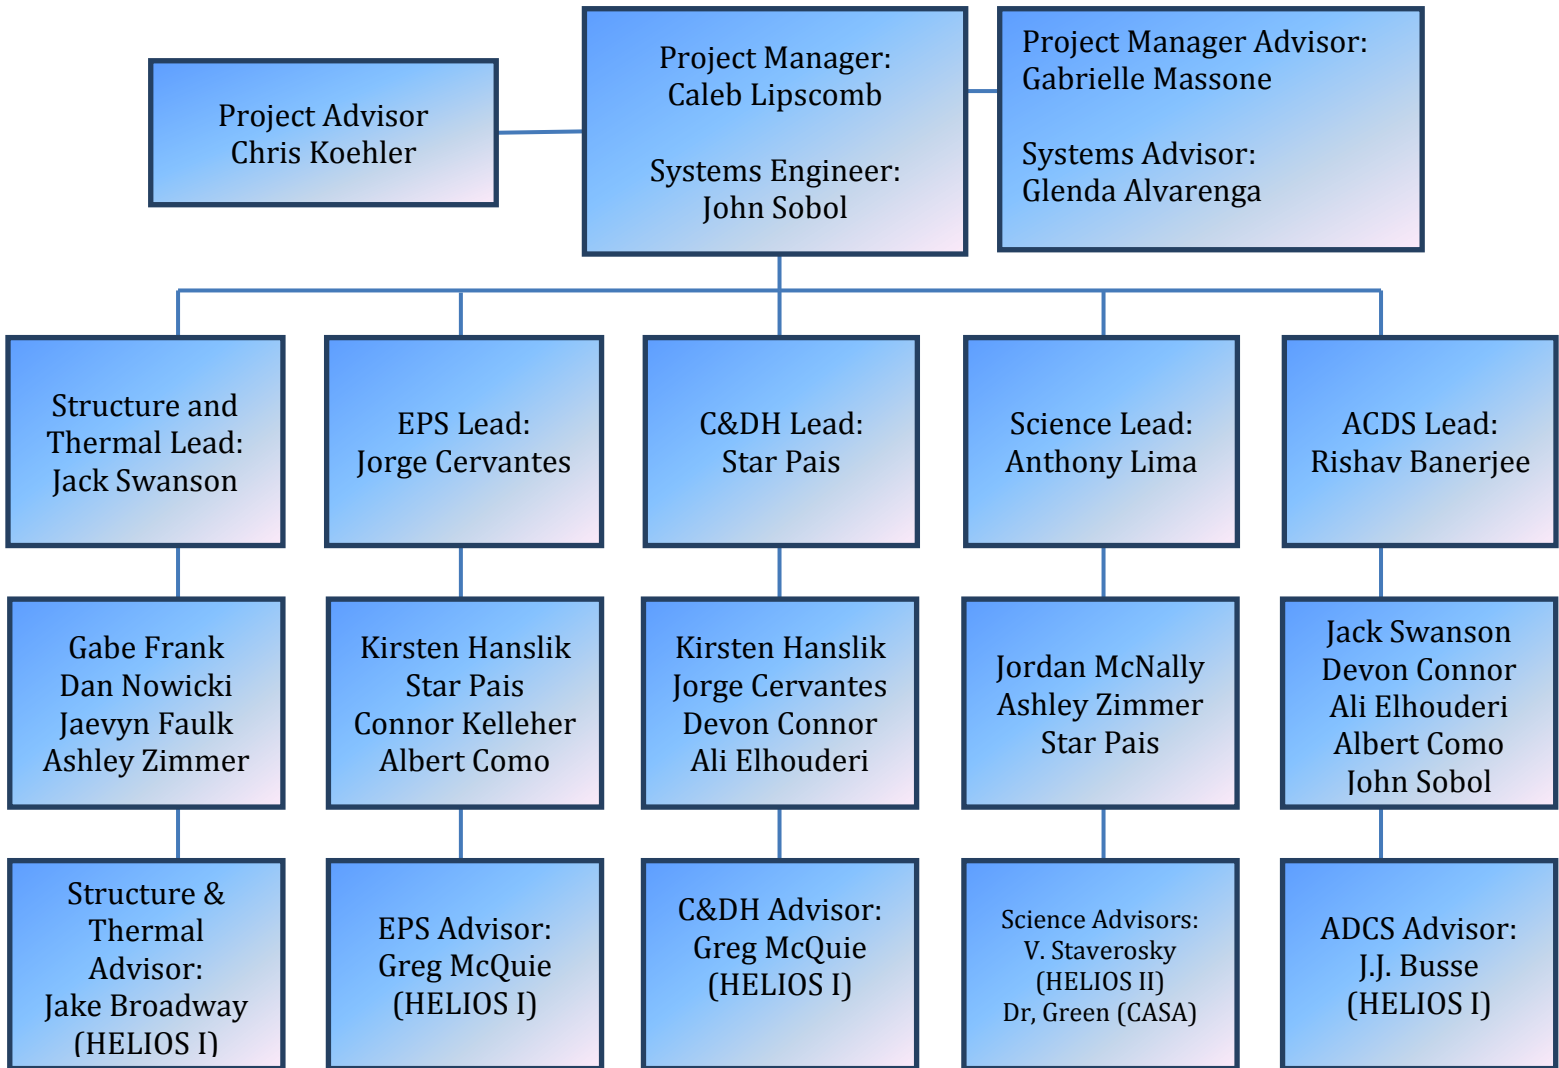 Project Advisor
Chris Koehler
Project Manager:
Caleb Lipscomb
Systems Engineer:
John Sobol
Project Manager Advisor:
Gabrielle Massone
Systems Advisor:
Glenda Alvarenga
Structure and
Thermal Lead:
Jack Swanson
EPS Lead:
Jorge Cervantes
C&DH Lead:
Star Pais
Science Lead:
Anthony Lima
ACDS Lead:
Rishav Banerjee
Gabe Frank
Dan Nowicki
Jaevyn Faulk
Ashley Zimmer
Kirsten Hanslik
Star Pais
Connor Kelleher
Albert Como
Kirsten Hanslik
Jorge Cervantes
Devon Connor
Ali Elhouderi
Jordan McNally
Ashley Zimmer
Star Pais
Jack Swanson
Devon Connor
Ali Elhouderi
Albert Como
John Sobol
Structure &
Thermal
Advisor:
Jake Broadway
(HELIOS I)
EPS Advisor:
Greg McQuie
(HELIOS I)
C&DH Advisor:
Greg McQuie
(HELIOS I)
Science Advisors:
V. Staverosky
(HELIOS II)
Dr, Green (CASA)
ADCS Advisor:
J.J. Busse
(HELIOS I)